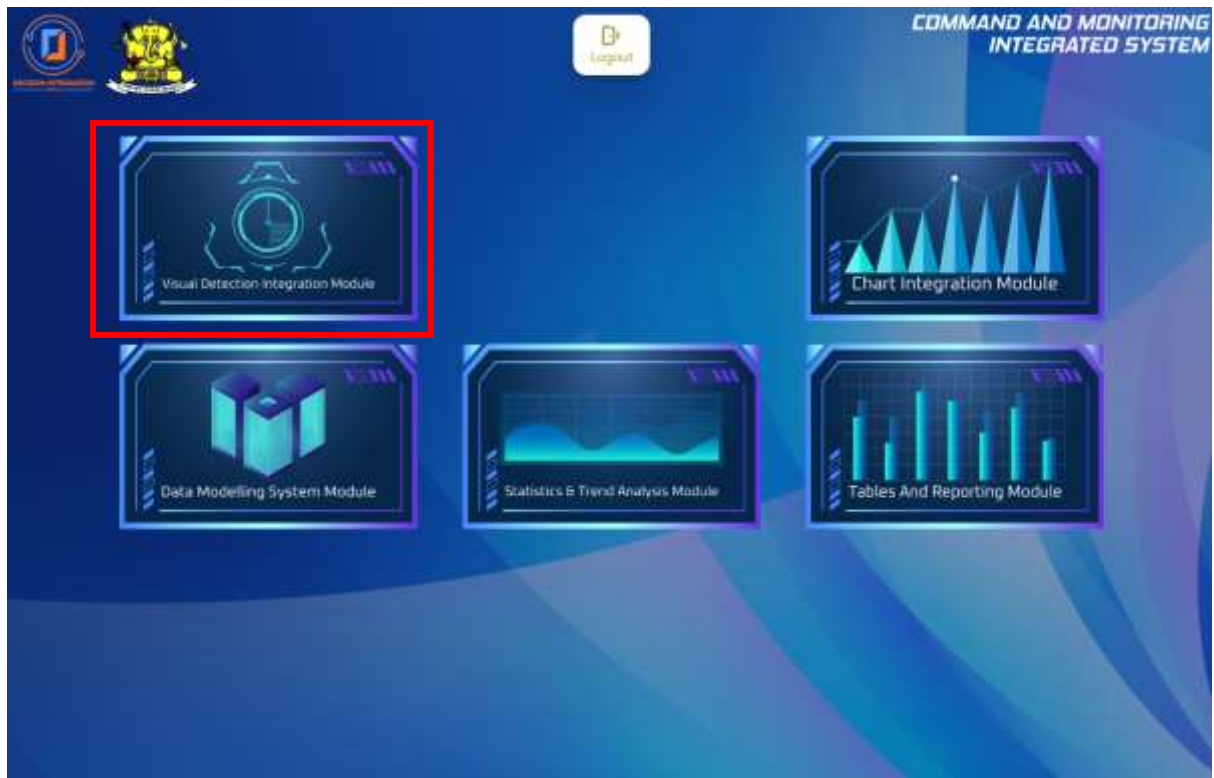 Logout
COMMAND AND MONITORING
INTEGRATED SYSTEM
Visual Detection Integration Module
Chart Integration Module
Data Modelling System Module
Statistics & Trend Analysis Module
Tables And Reporting Module